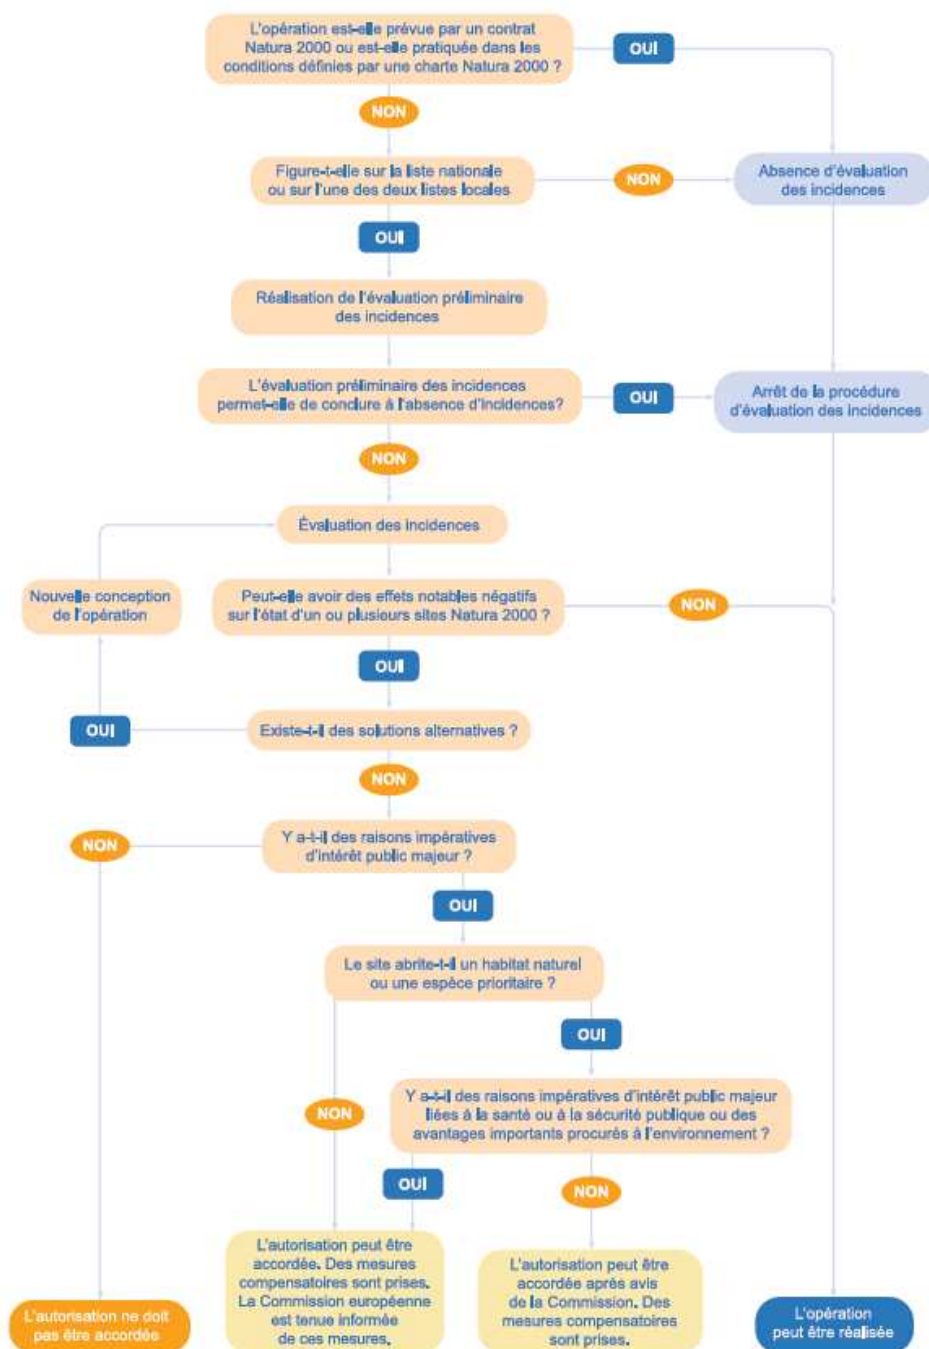 L'opération est-elle prévue par un contrat
Natura 2000 ou est-elle pratiquée dans les
conditions définies par une charte Natura 2000 ?
OUI
NON
Figure-t-elle sur la liste nationale
ou sur l'une des deux listes locales
NON
Absence d'évaluation
des incidences
OUI
Réalisation de l'évaluation préliminaire
des incidences
L'évaluation préliminaire des incidences
permet-elle de conclure à l'absence d'incidences?
OUI
Arrêt de la procédure
d'évaluation des incidences
NON
Évaluation des incidences
Nouvelle conception
de l'opération
Peut-elle avoir des effets notables négatifs
sur l'état d'un ou plusieurs sites Natura 2000 ?
NON
OUI
OUI
Existe-t-il des solutions alternatives ?
NON
NON
Y a-t-il des raisons impératives
d'intérêt public majeur ?
OUI
Le site abrite-t-il un habitat naturel
ou une espèce prioritaire ?
OUI
NON
Y a-t-il des raisons impératives d'intérêt public majeur
liées à la santé ou à la sécurité publique ou des
avantages importants procurés à l'environnement ?
OUI
NON
L'autorisation ne doit
pas être accordée
L'autorisation peut être
accordée. Des mesures
compensatoires sont prises.
La Commission européenne
est tenue informée
de ces mesures.
L'autorisation peut être
accordée après avis
de la Commission. Des
mesures compensatoires
sont prises.
L'opération
peut être réalisée